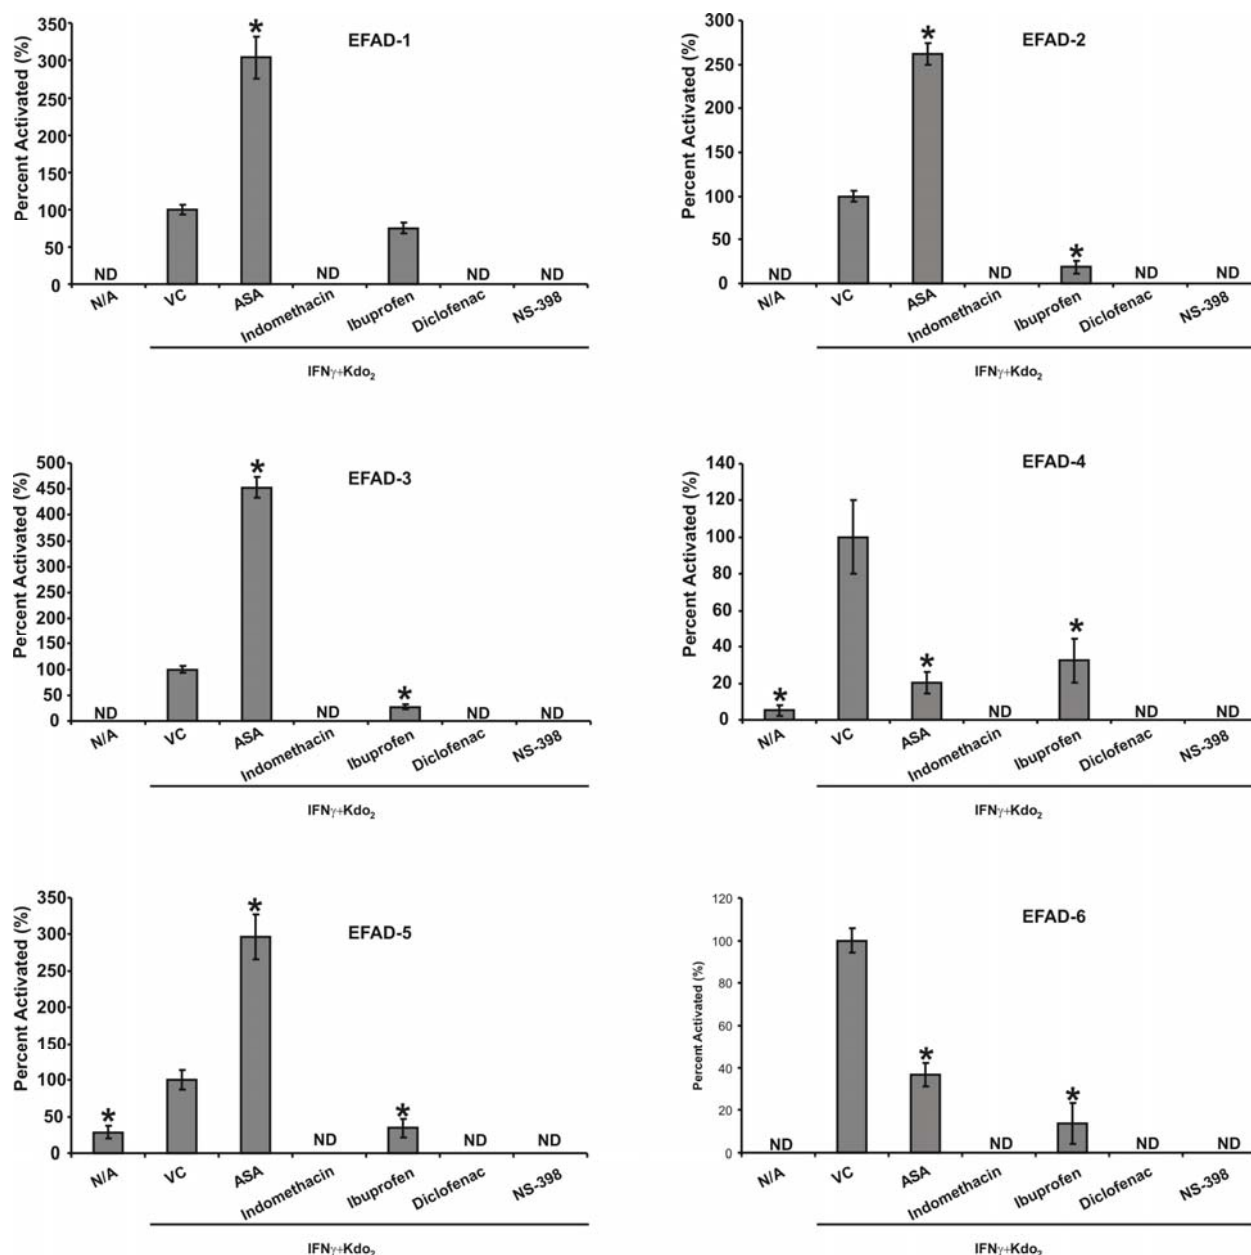 EFAD-1
Percent Activated (%)
350
300
250
200
150
100
50
0
*
ND ND ND ND
N/A VC ASA Indomethacin Ibuprofen Diclofenac NS-398
IFNγ+Kdo₂
EFAD-2
Percent Activated (%)
300
250
200
150
100
50
0
* *
ND ND ND ND
N/A VC ASA Indomethacin Ibuprofen Diclofenac NS-398
IFNγ+Kdo₂
EFAD-3
Percent Activated (%)
500
450
400
350
300
250
200
150
100
50
0
* *
ND ND ND ND
N/A VC ASA Indomethacin Ibuprofen Diclofenac NS-398
IFNγ+Kdo₂
EFAD-4
Percent Activated (%)
140
120
100
80
60
40
20
0
* * *
ND ND ND
N/A VC ASA Indomethacin Ibuprofen Diclofenac NS-398
IFNγ+Kdo₂
EFAD-5
Percent Activated (%)
350
300
250
200
150
100
50
0
* * *
ND ND ND
N/A VC ASA Indomethacin Ibuprofen Diclofenac NS-398
IFNγ+Kdo₂
EFAD-6
Percent Activated (%)
120
100
80
60
40
20
0
* *
ND ND ND ND
N/A VC ASA Indomethacin Ibuprofen Diclofenac NS-398
IFNγ+Kdo₂